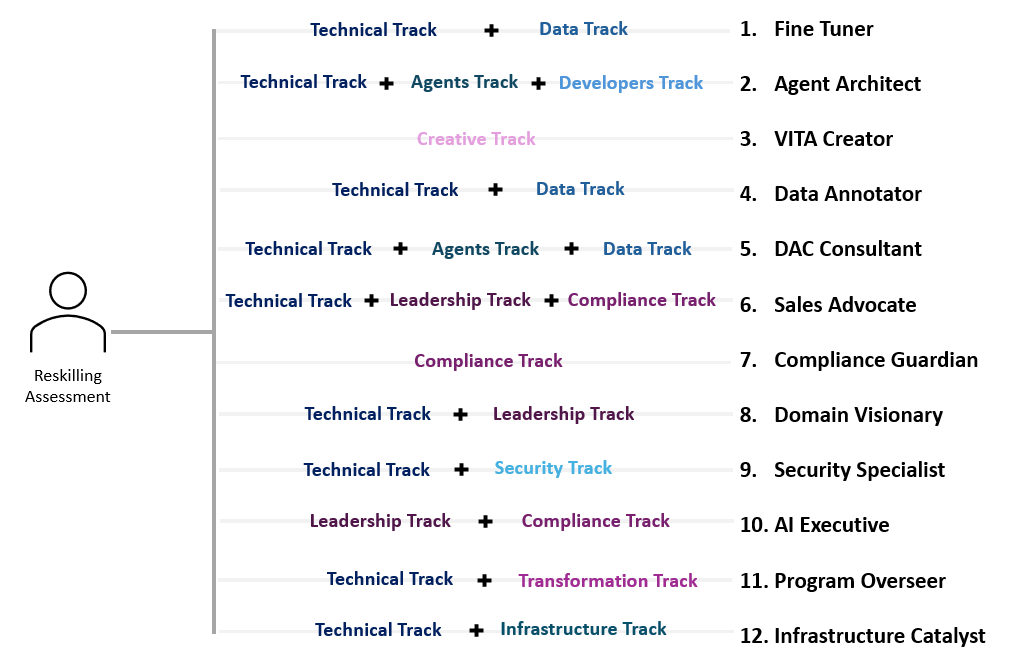 Technical Track + Data Track 1. Fine Tuner
Technical Track + Agents Track + Developers Track 2. Agent Architect
Creative Track 3. VITA Creator
Technical Track + Data Track 4. Data Annotator
Technical Track + Agents Track + Data Track 5. DAC Consultant
Technical Track + Leadership Track + Compliance Track 6. Sales Advocate
Compliance Track 7. Compliance Guardian
Reskilling
Assessment
Technical Track + Leadership Track 8. Domain Visionary
Technical Track + Security Track 9. Security Specialist
Leadership Track + Compliance Track 10. AI Executive
Technical Track + Transformation Track 11. Program Overseer
Technical Track + Infrastructure Track 12. Infrastructure Catalyst